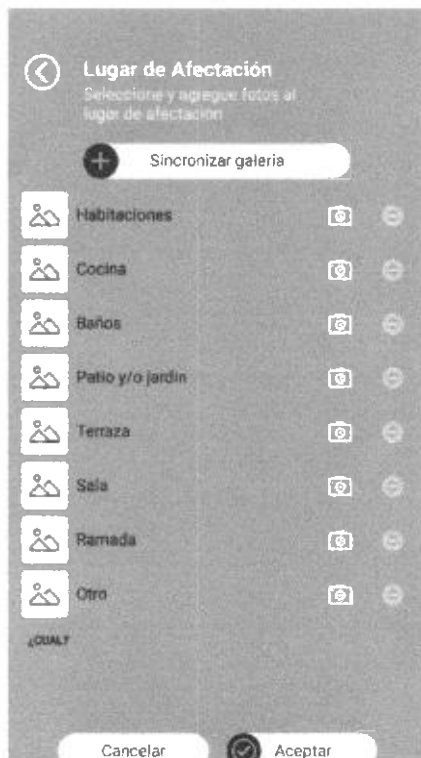 Lugar de Afectación
Seleccione y agregue fotos al
lugar de afectación
Sincronizar galeria
Habitaciones
Cocina
Baños
Patio y/o jardín
Terraza
Sala
Ramada
Otro
¿CUAL?
Cancelar
Aceptar